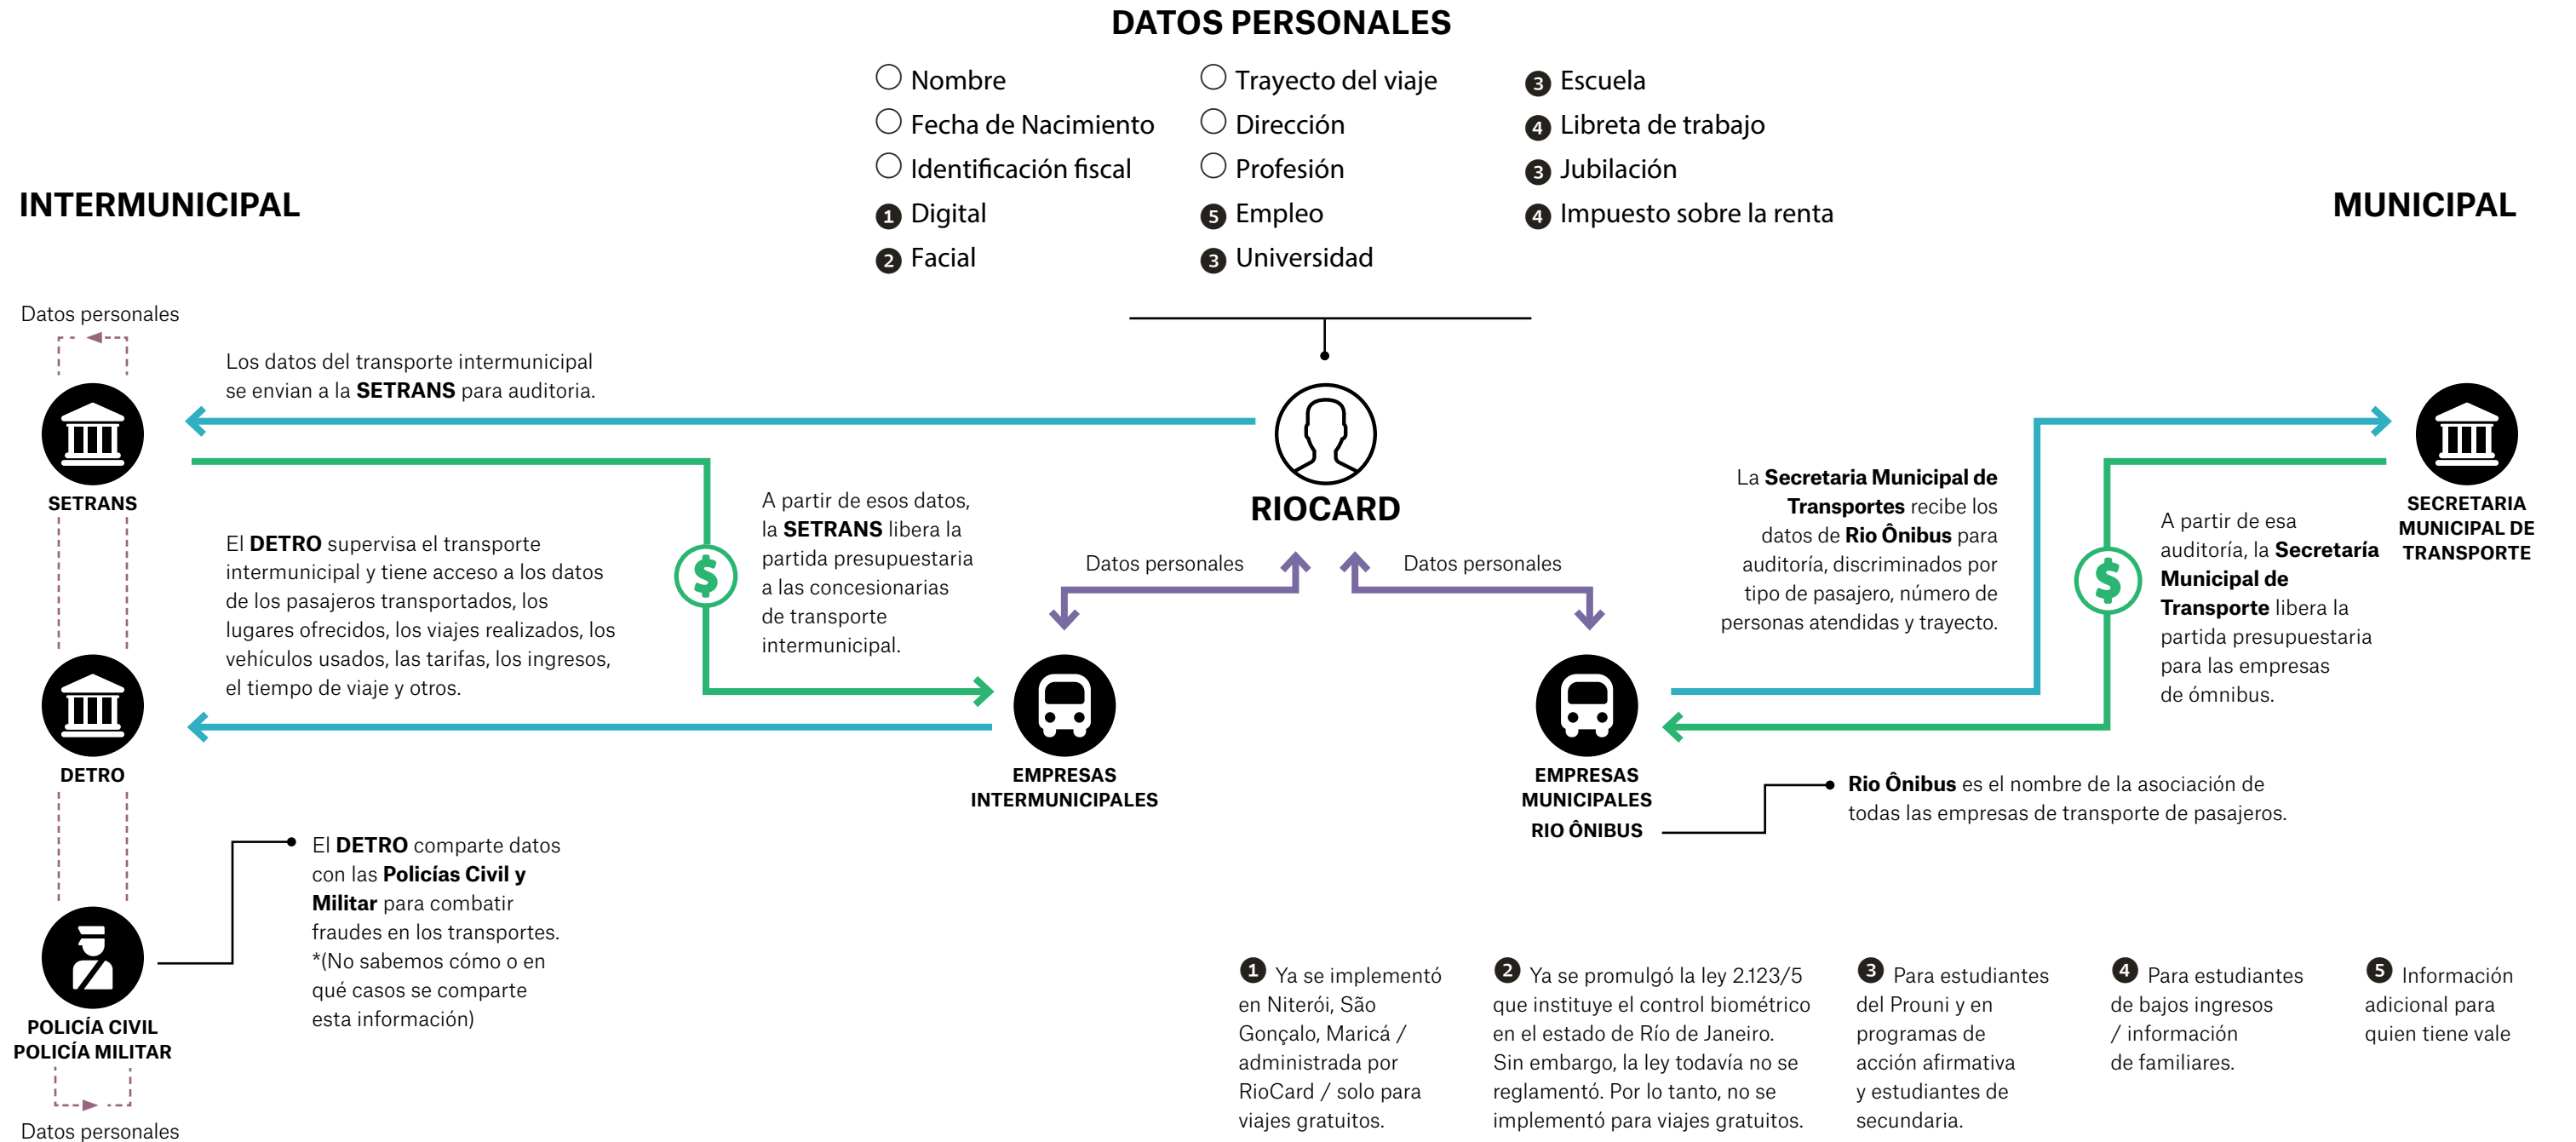 DATOS PERSONALES
Nombre
Fecha de Nacimiento
Identificación fiscal
1 Digital
2 Facial
Trayecto del viaje
Dirección
Profesión
5 Empleo
3 Universidad
3 Escuela
4 Libreta de trabajo
3 Jubilación
4 Impuesto sobre la renta
INTERMUNICIPAL
MUNICIPAL
Datos personales
Los datos del transporte intermunicipal
se envian a la SETRANS para auditoria.
SETRANS
El DETRO supervisa el transporte
intermunicipal y tiene acceso a los datos
de los pasajeros transportados, los
lugares ofrecidos, los viajes realizados, los
vehículos usados, las tarifas, los ingresos,
el tiempo de viaje y otros.
$
A partir de esos datos,
la SETRANS libera la
partida presupuestaria
a las concesionarias
de transporte
intermunicipal.
RIOCARD
Datos personales
Datos personales
La Secretaria Municipal de
Transportes recibe los
datos de Rio Ônibus para
auditoría, discriminados por
tipo de pasajero, número de
personas atendidas y trayecto.
$
A partir de esa
auditoría, la Secretaría
Municipal de
Transporte libera la
partida presupuestaria
para las empresas
de ómnibus.
SECRETARIA
MUNICIPAL DE
TRANSPORTE
DETRO
EMPRESAS
INTERMUNICIPALES
EMPRESAS
MUNICIPALES
RIO ÔNIBUS
Rio Ônibus es el nombre de la asociación de
todas las empresas de transporte de pasajeros.
El DETRO comparte datos
con las Policías Civil y
Militar para combatir
fraudes en los transportes.
*(No sabemos cómo o en
qué casos se comparte
esta información)
POLICÍA CIVIL
POLICÍA MILITAR
Datos personales
1 Ya se implementó
en Niterói, São
Gonçalo, Maricá /
administrada por
RioCard / solo para
viajes gratuitos.
2 Ya se promulgó la ley 2.123/5
que instituye el control biométrico
en el estado de Río de Janeiro.
Sin embargo, la ley todavía no se
reglamentó. Por lo tanto, no se
implementó para viajes gratuitos.
3 Para estudiantes
del Prouni y en
programas de
acción afirmativa
y estudiantes de
secundaria.
4 Para estudiantes
de bajos ingresos
/ información
de familiares.
5 Información
adicional para
quien tiene vale